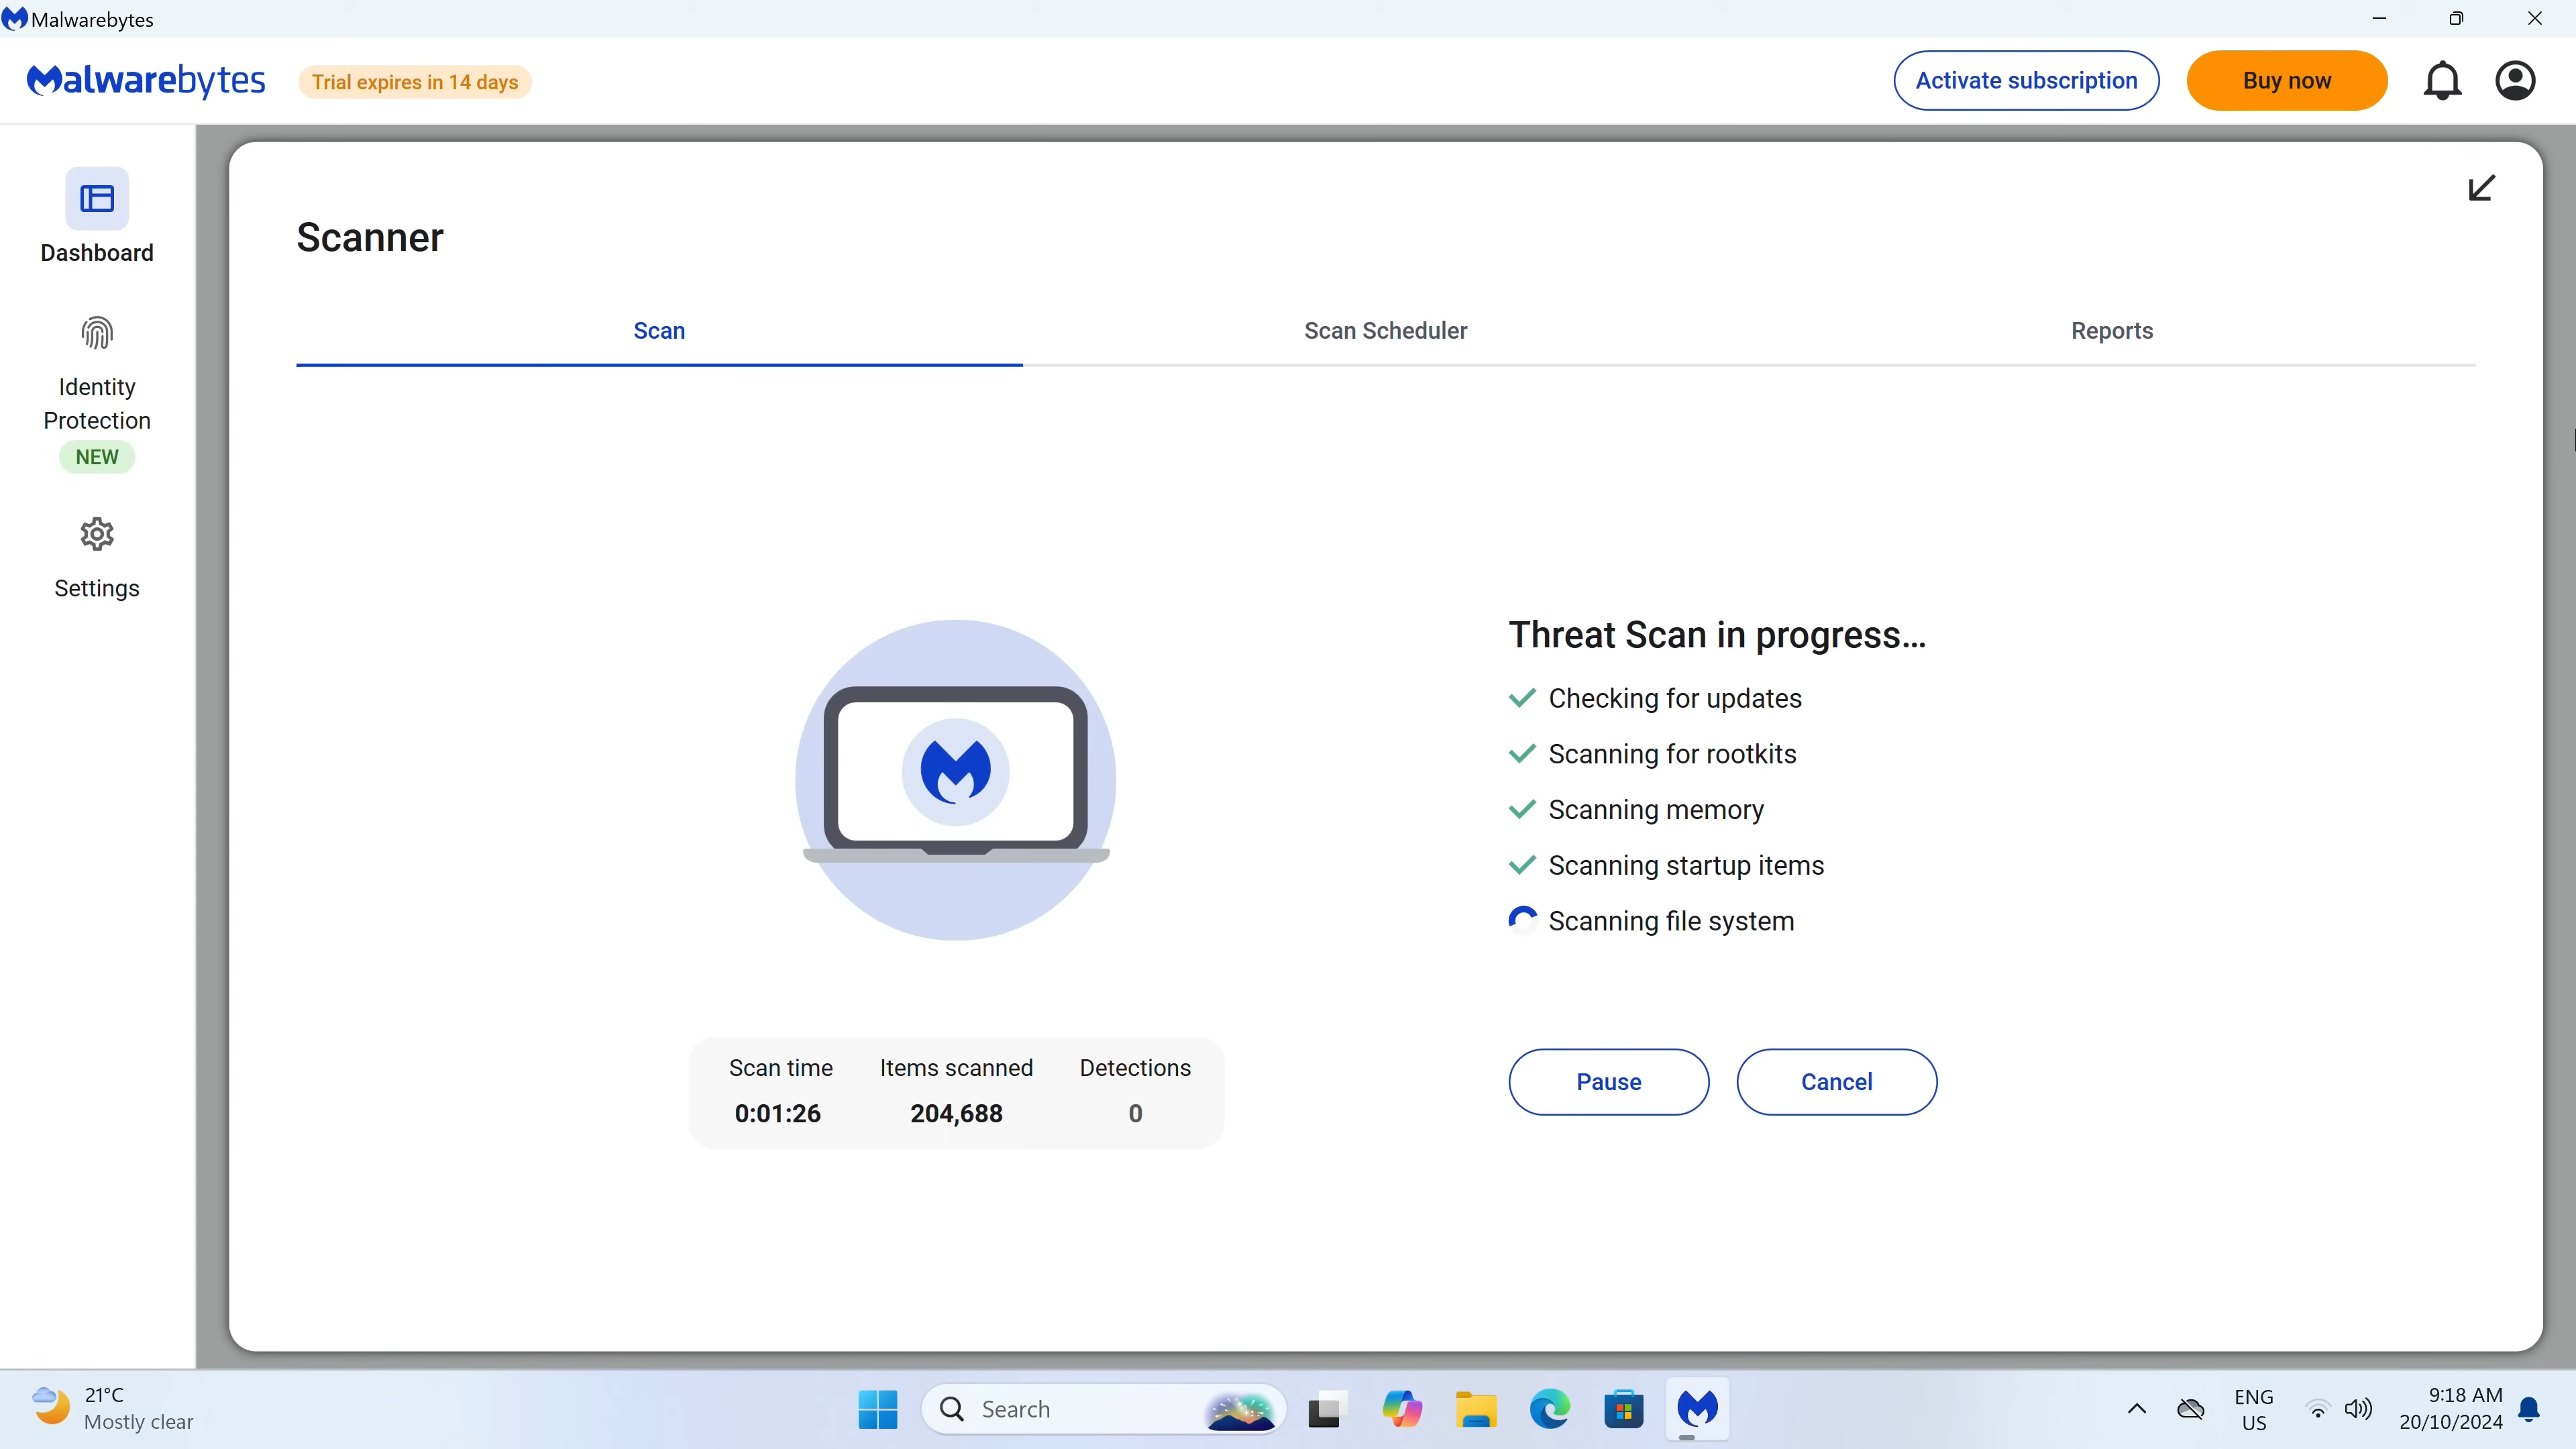 Malwarebytes
Malwarebytes
Trial expires in 14 days
Activate subscription
Buy now
Dashboard
Identity
Protection
NEW
Settings
Scanner
Scan
Scan Scheduler
Reports
Threat Scan in progress...
Checking for updates
Scanning for rootkits
Scanning memory
Scanning startup items
Scanning file system
Scan time
Items scanned
Detections
0:01:26
204,688
0
Pause
Cancel
21°C
Mostly clear
Search
ENG
US
9:18 AM
20/10/2024